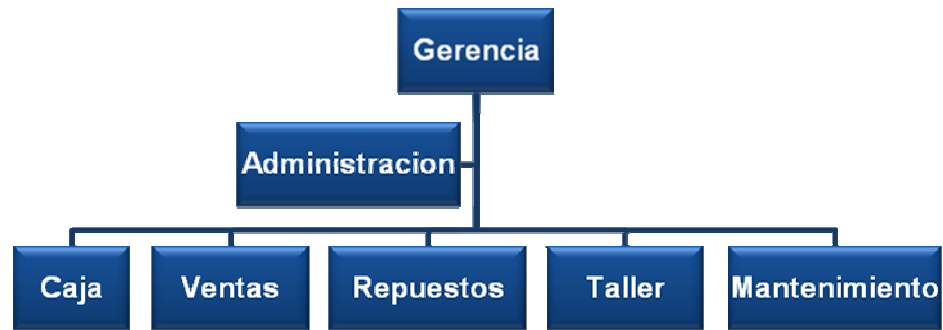 Gerencia
Administracion
Caja
Ventas
Repuestos
Taller
Mantenimiento